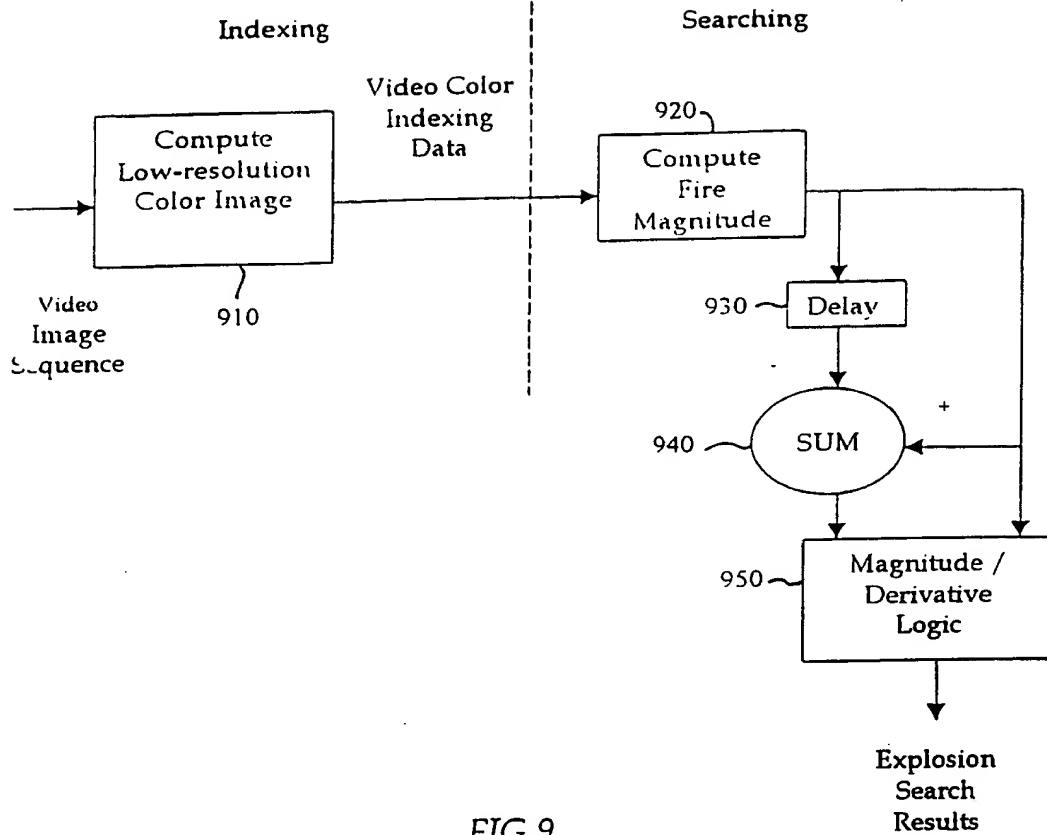 Indexing
Searching
Video Color
Indexing
Data
Compute
Low-resolution
Color Image
910
Video
Image
920
Compute
Fire
Magnitude
930
Delay
-
+
940
SUM
950
Magnitude /
Derivative
Logic
Explosion
Search
Results
FIG 9